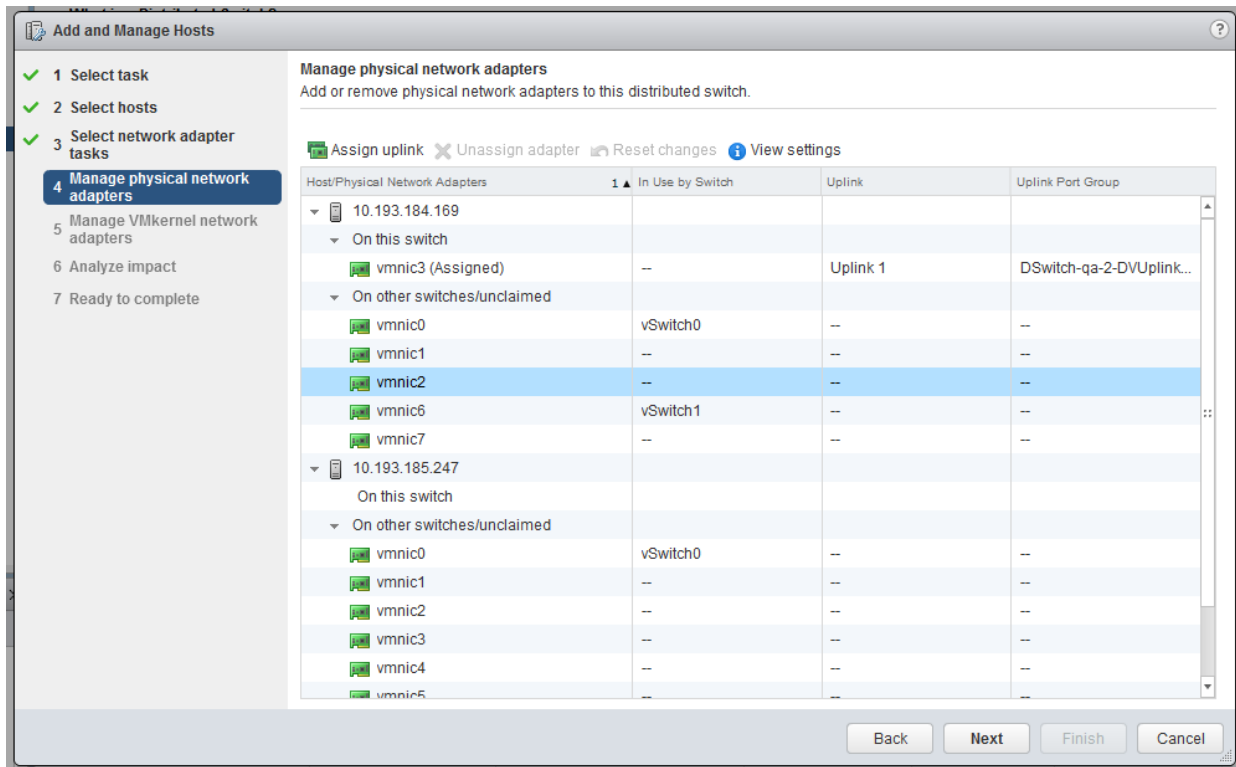 Add and Manage Hosts
?
1 Select task
2 Select hosts
3 Select network adapter
tasks
4 Manage physical network
adapters
5 Manage VMkernel network
adapters
6 Analyze impact
7 Ready to complete
Manage physical network adapters
Add or remove physical network adapters to this distributed switch.
Assign uplink Unassign adapter Reset changes View settings
Host/Physical Network Adapters 1 ▲ In Use by Switch Uplink Uplink Port Group
10.193.184.169
On this switch
vmnic3 (Assigned) -- Uplink 1 DSwitch-qa-2-DVUplink...
On other switches/unclaimed
vmnic0 vSwitch0 -- --
vmnic1 -- -- --
vmnic2 -- -- --
vmnic6 vSwitch1 -- --
vmnic7 -- -- --
10.193.185.247
On this switch
On other switches/unclaimed
vmnic0 vSwitch0 -- --
vmnic1 -- -- --
vmnic2 -- -- --
vmnic3 -- -- --
vmnic4 -- -- --
vmnic5 -- -- --
Back Next Finish Cancel